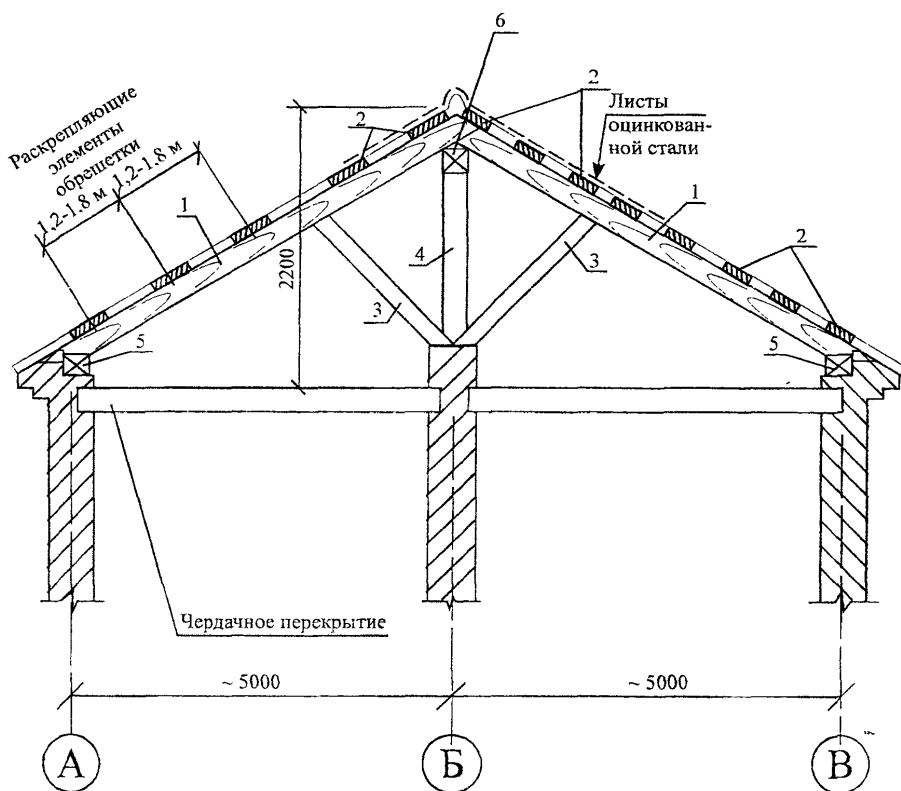 6
2
2
Листы
оцинкован-
ной стали
Раскрепляющие
элементы
обрешетки
1,2-1,8 м
1,2-1,8 м
1
1
2
2200
4
3
3
5
5
Чердачное перекрытие
~ 5000
~ 5000
А
Б
В